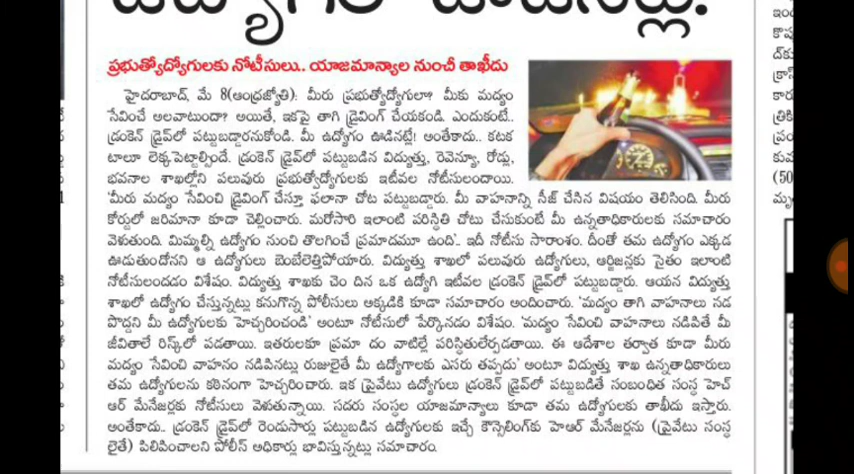 ప్రభుత్యోద్యోగులకు నోటీసులు.. యాజమాన్యాల నుంచీ తాఖీదు
హైదరాబాద్, మే 8(ఆంధ్రజ్యోతి): మీరు ప్రభుత్యోద్యోగులా? మీకు మద్యం
సేవించే అలవాటుందా? అయితే, ఇకపై తాగి డ్రైవింగ్ చేయకండి. ఎందుకంటే..
డ్రంకెన్ డ్రైవ్‌లో పట్టుబడ్డారనుకోండి. మీ ఉద్యోగం ఊడినట్లే! అంతేకాదు.. కటక
టాలూ లెక్కపెట్టాల్సిందే. డ్రంకెన్ డ్రైవ్‌లో పట్టుబడిన విద్యుత్తు, రెవెన్యూ, రోడ్లు,
భవనాల శాఖల్లోని పలువురు ప్రభుత్వోద్యోగులకు ఇటీవల నోటీసులందాయి.
'మీరు మద్యం సేవించి డ్రైవింగ్ చేస్తూ ఫలానా చోట పట్టుబడ్డారు. మీ వాహనాన్ని సీజ్ చేసిన విషయం తెలిసింది. మీరు
కోర్టులో జరిమానా కూడా చెల్లించారు. మరోసారి ఇలాంటి పరిస్థితి చోటు చేసుకుంటే మీ ఉన్నతాధికారులకు సమాచారం
వెళుతుంది. మిమ్మల్ని ఉద్యోగం నుంచి తొలగించే ప్రమాదమూ ఉంది'.. ఇదీ నోటీసు సారాంశం. దీంతో తమ ఉద్యోగం ఎక్కడ
ఊడుతుందోనని ఆ ఉద్యోగులు బెంబేలెత్తిపోయారు. విద్యుత్తు శాఖలో పలువురు ఉద్యోగులు, ఆర్టిజన్లకు సైతం ఇలాంటి
నోటీసులందడం విశేషం. విద్యుత్తు శాఖకు చెం దిన ఒక ఉద్యోగి ఇటీవల డ్రంకెన్ డ్రైవ్‌లో పట్టుబడ్డారు. ఆయన విద్యుత్తు
శాఖలో ఉద్యోగం చేస్తున్నట్లు కనుగొన్న పోలీసులు అక్కడికి కూడా సమాచారం అందించారు. 'మద్యం తాగి వాహనాలు నడ
పొద్దని మీ ఉద్యోగులకు హెచ్చరించండి' అంటూ నోటీసులో పేర్కొనడం విశేషం. 'మద్యం సేవించి వాహనాలు నడిపితే మీ
జీవితాలే రిస్క్‌లో పడతాయి. ఇతరులకూ ప్రమా దం వాటిల్లే పరిస్థితులేర్పడతాయి. ఈ ఆదేశాల తర్వాత కూడా మీరు
మద్యం సేవించి వాహనం నడిపినట్లు రుజులైతే మీ ఉద్యోగాలకు ఎసరు తప్పదు' అంటూ విద్యుత్తు శాఖ ఉన్నతాధికారులు
తమ ఉద్యోగులను కఠినంగా హెచ్చరించారు. ఇక ప్రైవేటు ఉద్యోగులు డ్రంకెన్ డ్రైవ్‌లో పట్టుబడితే సంబంధిత సంస్థ హెచ్
ఆర్ మేనేజర్లకు నోటీసులు వెళుతున్నాయి. సదరు సంస్థల యాజమాన్యాలు కూడా తమ ఉద్యోగులకు తాఖీదు ఇస్తారు.
అంతేకాదు.. డ్రంకెన్ డ్రైవ్‌లో రెండుసార్లు పట్టుబడిన ఉద్యోగులకు ఇచ్చే కౌన్సెలింగ్‌కు హెఆర్ మేనేజర్లను (ప్రైవేటు సంస్థ
లైతే) పిలిపించాలని పోలీస్ అధికార్లు భావిస్తున్నట్లు సమాచారం.